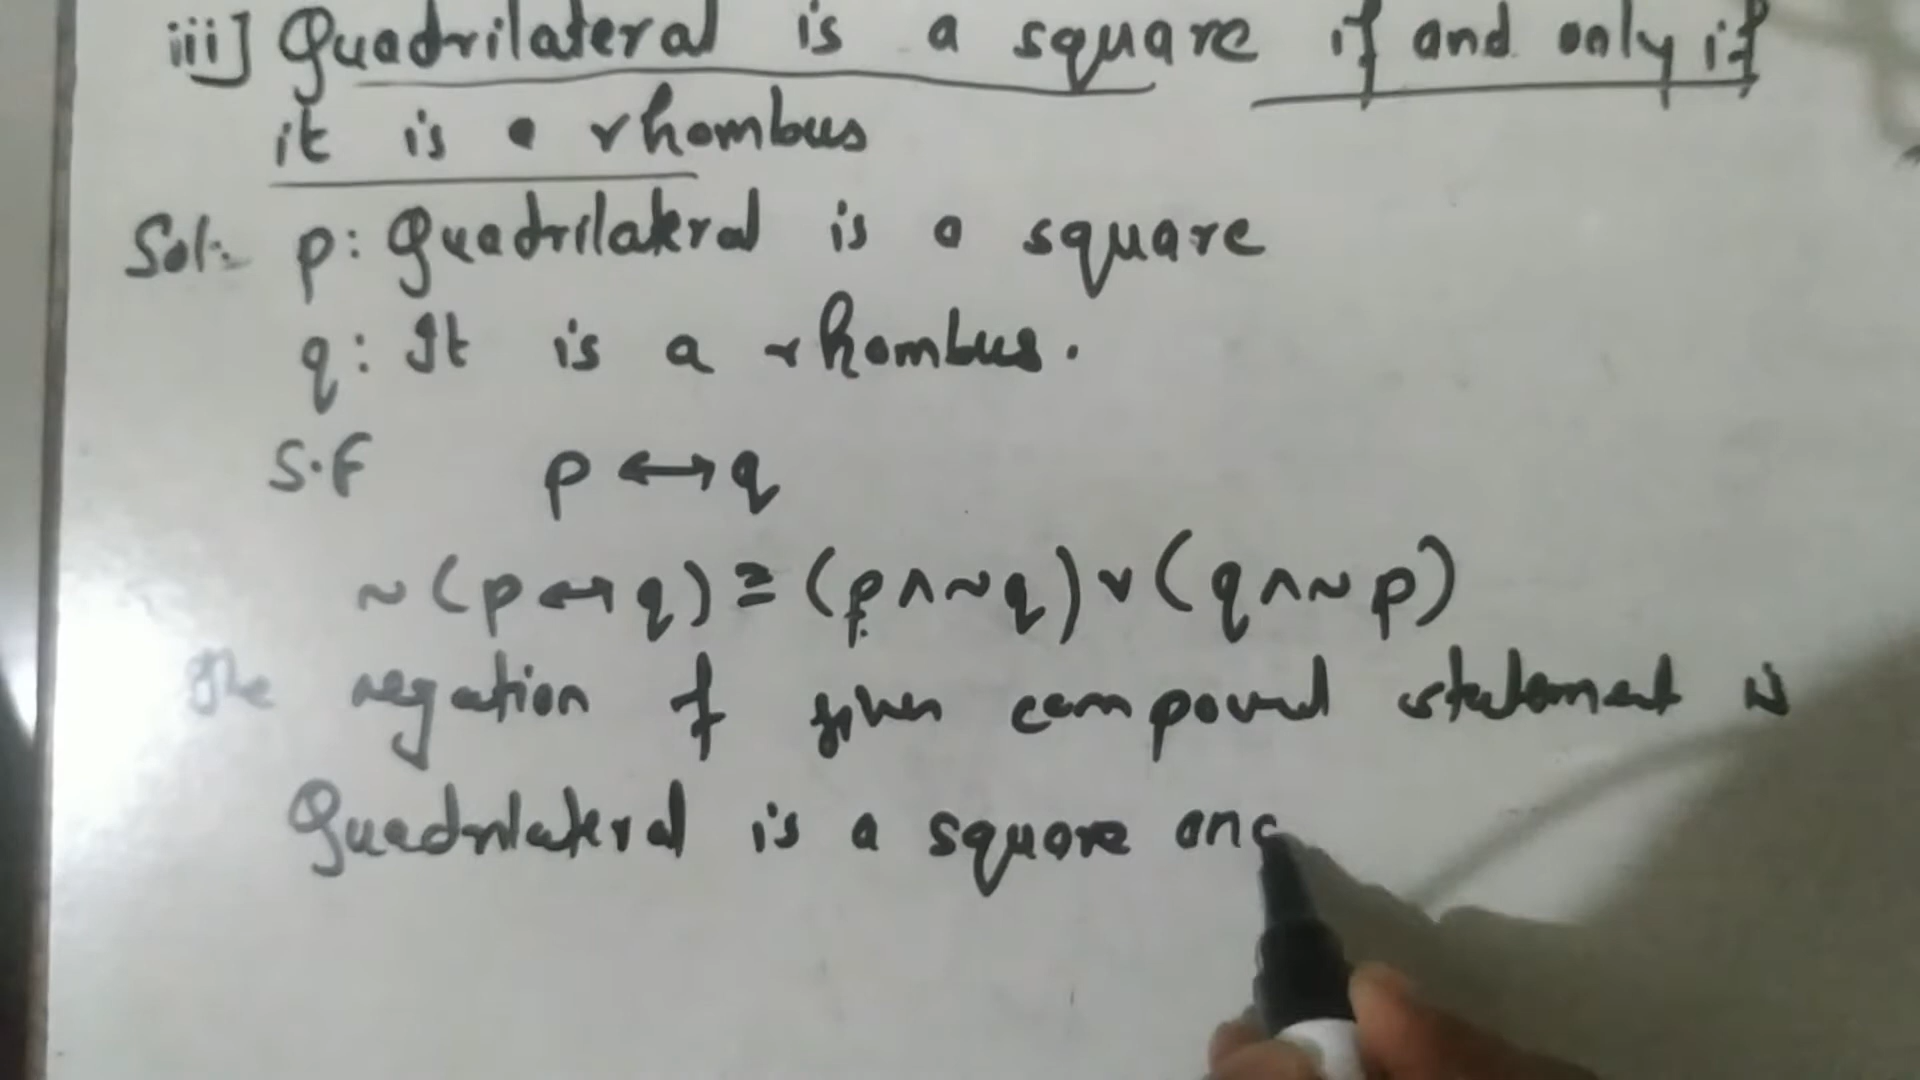 iii] Quadrilateral is a square if and only if
it is a rhombus
Sol:- p: Quadrilateral is a square
q: It is a rhombus.
S.F p ↔ q
~(p↔q) ≡ (p∧~q)∨(q∧~p)
The negation of given compound statement is
Quadrilateral is a square and